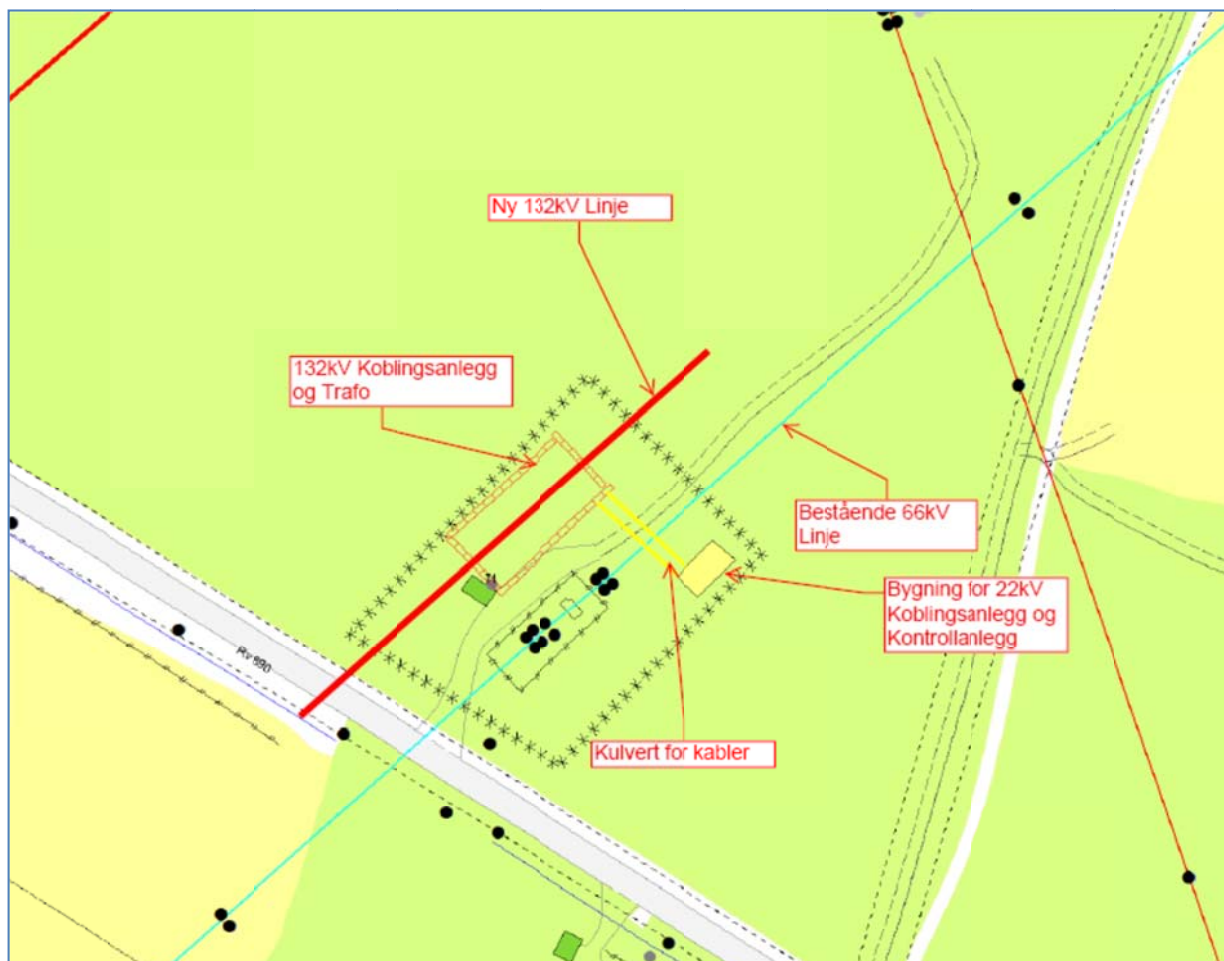 Ny 132kV Linje
132kV Koblingsanlegg
og Trafo
Bestående 66kV
Linje
Bygning for 22kV
Koblingsanlegg og
Kontrollanlegg
Rv 890
Kulvert for kabler